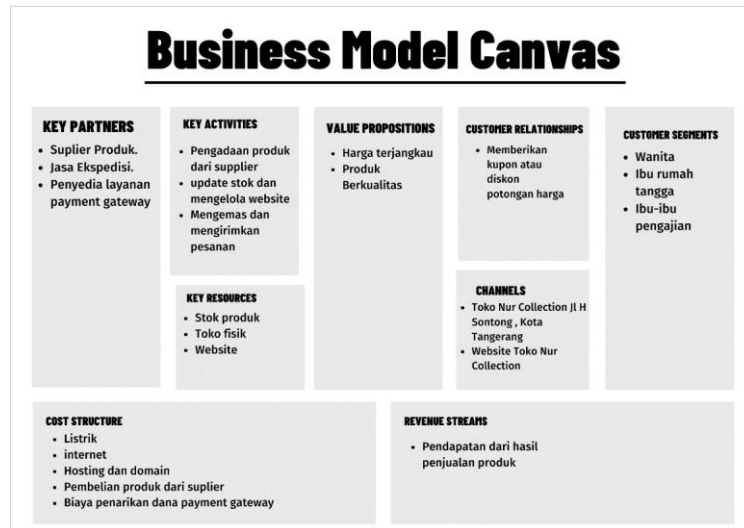 Business Model Canvas
KEY PARTNERS
• Suplier Produk.
• Jasa Ekspedisi.
• Penyedia layanan
payment gateway
KEY ACTIVITIES
• Pengadaan produk
dari supplier
• update stok dan
mengelola website
• Mengemas dan
mengirimkan
pesanan
KEY RESOURCES
• Stok produk
• Toko fisik
• Website
VALUE PROPOSITIONS
• Harga terjangkau
• Produk
Berkualitas
CUSTOMER RELATIONSHIPS
• Memberikan
kupon atau
diskon
potongan harga
CHANNELS
• Toko Nur Collection Jl H
Sontong , Kota
Tangerang
• Website Toko Nur
Collection
CUSTOMER SEGMENTS
• Wanita
• Ibu rumah
tangga
• Ibu-ibu
pengajian
COST STRUCTURE
• Listrik
• internet
• Hosting dan domain
• Pembelian produk dari suplier
• Biaya penarikan dana payment gateway
REVENUE STREAMS
• Pendapatan dari hasil
penjualan produk